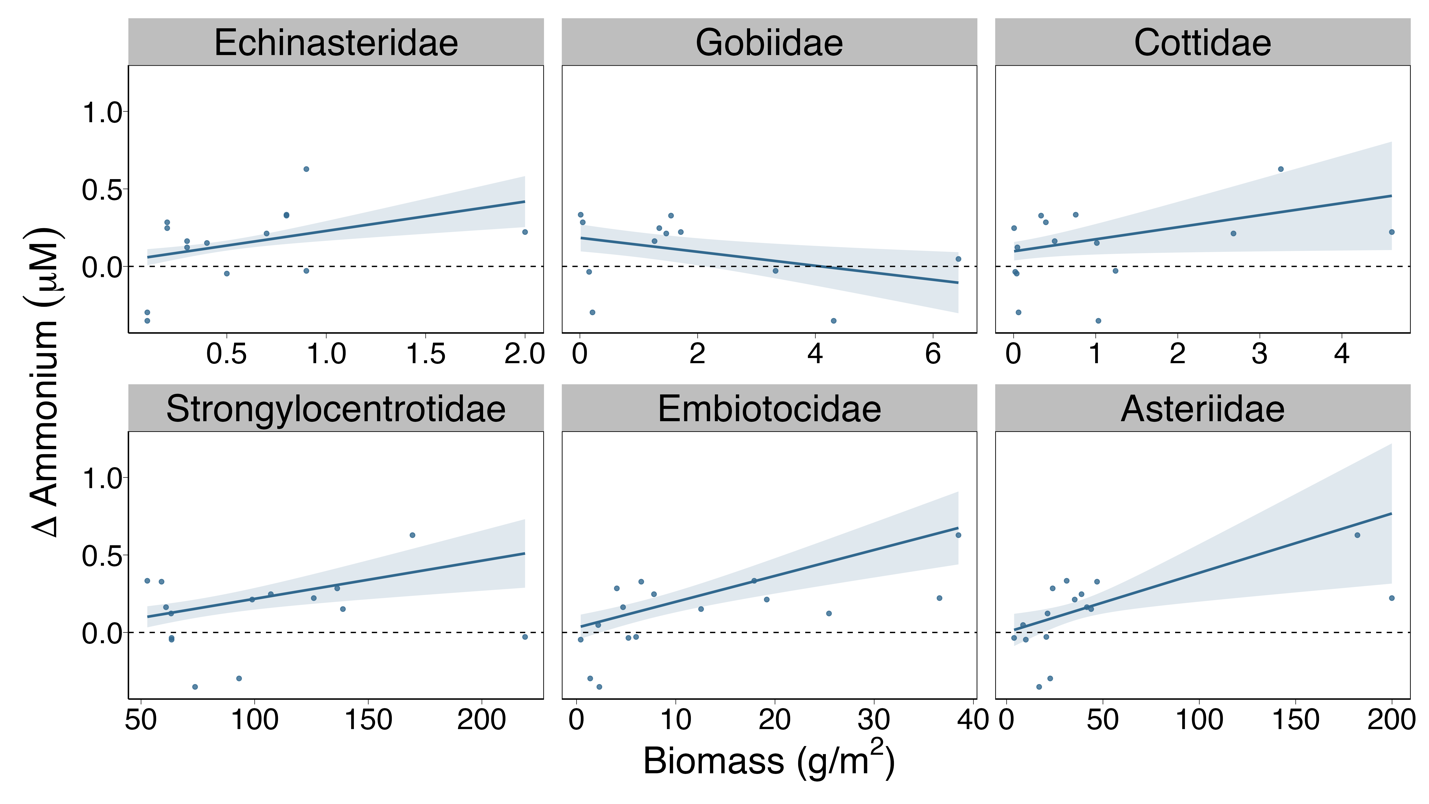 Echinasteridae Gobiidae Cottidae
1.0
0.5
0.0
0.5 1.0 1.5 2.0 0 2 4 6 0 1 2 3 4
Strongylocentrotidae Embiotocidae Asteriidae
1.0
0.5
0.0
50 100 150 200 0 10 20 30 40 0 50 100 150 200
Δ Ammonium (μM)
Biomass (g/m²)